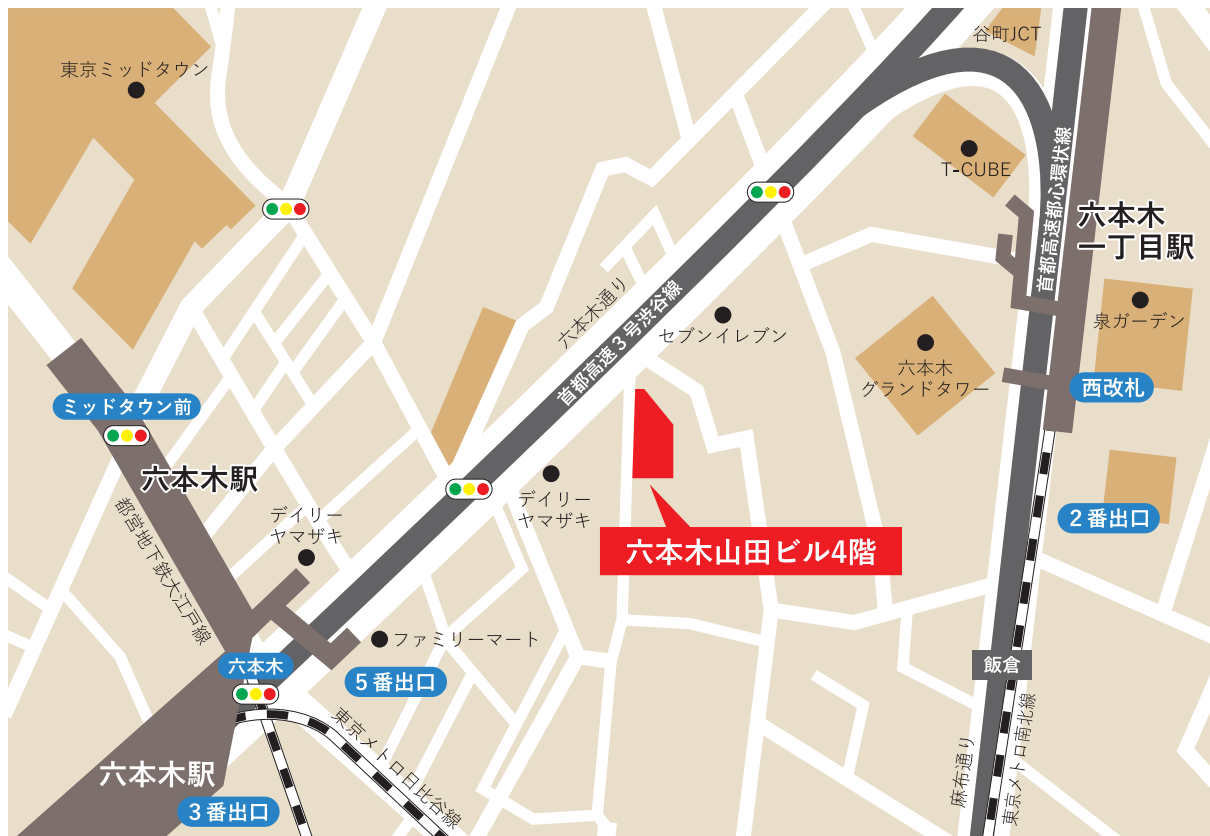 谷町JCT
東京ミッドタウン
首都高速都心環状線
T-CUBE
六本木
一丁目駅
六本木通り
首都高速3号渋谷線
セブンイレブン
泉ガーデン
六本木
グランドタワー
西改札
ミッドタウン前
六本木駅
都営地下鉄大江戸線
デイリー
ヤマザキ
デイリー
ヤマザキ
2番出口
六本木山田ビル4階
ファミリーマート
六本木
5番出口
飯倉
東京メトロ日比谷線
麻布通り
東京メトロ南北線
六本木駅
3番出口